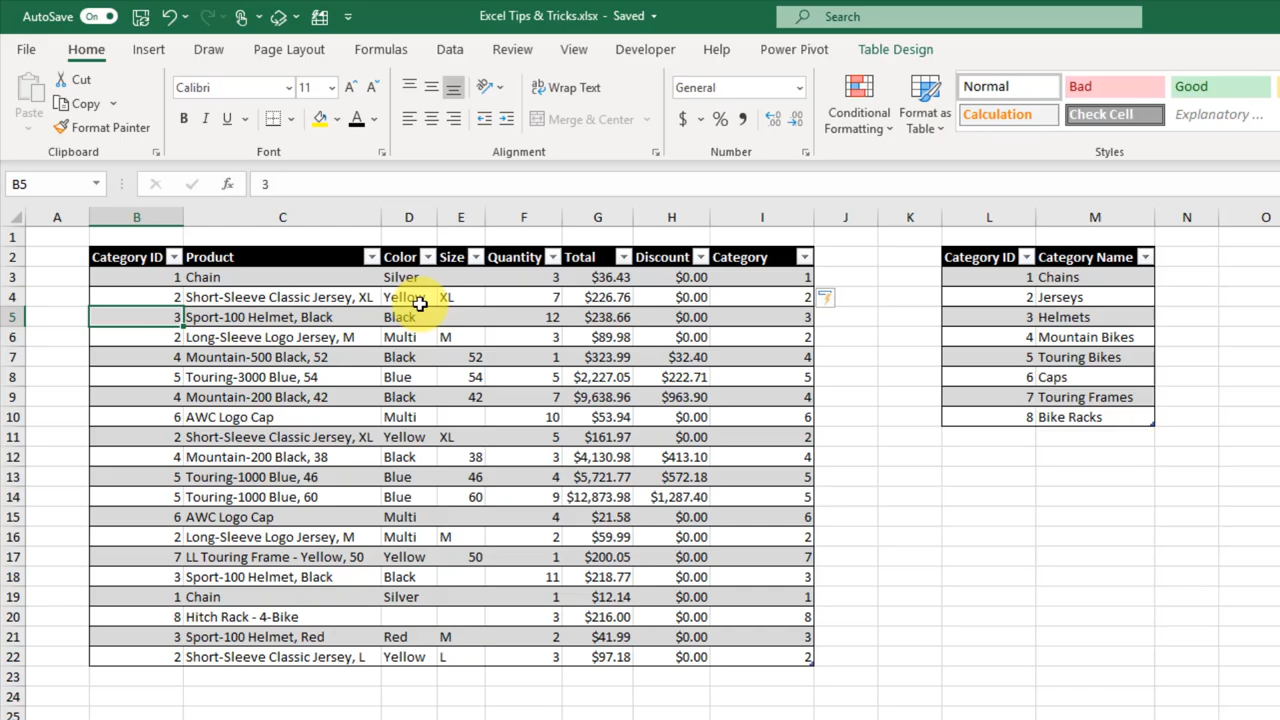 AutoSave On Excel Tips & Tricks.xlsx - Saved Search
File Home Insert Draw Page Layout Formulas Data Review View Developer Help Power Pivot Table Design
Paste Cut Copy Format Painter
Clipboard
Calibri 11 A A
B I U A
Font
Wrap Text
Merge & Center
Alignment
General
$ % 9
Number
Conditional Formatting Format as Table
Normal Bad Good
Calculation Check Cell Explanatory ...
Styles
B5 fx 3
A B C D E F G H I J K L M N O
1
2 Category ID Product Color Size Quantity Total Discount Category Category ID Category Name
3 1 Chain Silver 3 $36.43 $0.00 1 1 Chains
4 2 Short-Sleeve Classic Jersey, XL Yellow XL 7 $226.76 $0.00 2 2 Jerseys
5 3 Sport-100 Helmet, Black Black 12 $238.66 $0.00 3 3 Helmets
6 2 Long-Sleeve Logo Jersey, M Multi M 3 $89.98 $0.00 2 4 Mountain Bikes
7 4 Mountain-500 Black, 52 Black 52 1 $323.99 $32.40 4 5 Touring Bikes
8 5 Touring-3000 Blue, 54 Blue 54 5 $2,227.05 $222.71 5 6 Caps
9 4 Mountain-200 Black, 42 Black 42 7 $9,638.96 $963.90 4 7 Touring Frames
10 6 AWC Logo Cap Multi 10 $53.94 $0.00 6 8 Bike Racks
11 2 Short-Sleeve Classic Jersey, XL Yellow XL 5 $161.97 $0.00 2
12 4 Mountain-200 Black, 38 Black 38 3 $4,130.98 $413.10 4
13 5 Touring-1000 Blue, 46 Blue 46 4 $5,721.77 $572.18 5
14 5 Touring-1000 Blue, 60 Blue 60 9 $12,873.98 $1,287.40 5
15 6 AWC Logo Cap Multi 4 $21.58 $0.00 6
16 2 Long-Sleeve Logo Jersey, M Multi M 2 $59.99 $0.00 2
17 7 LL Touring Frame - Yellow, 50 Yellow 50 1 $200.05 $0.00 7
18 3 Sport-100 Helmet, Black Black 11 $218.77 $0.00 3
19 1 Chain Silver 1 $12.14 $0.00 1
20 8 Hitch Rack - 4-Bike 3 $216.00 $0.00 8
21 3 Sport-100 Helmet, Red Red M 2 $41.99 $0.00 3
22 2 Short-Sleeve Classic Jersey, L Yellow L 3 $97.18 $0.00 2
23
24
25